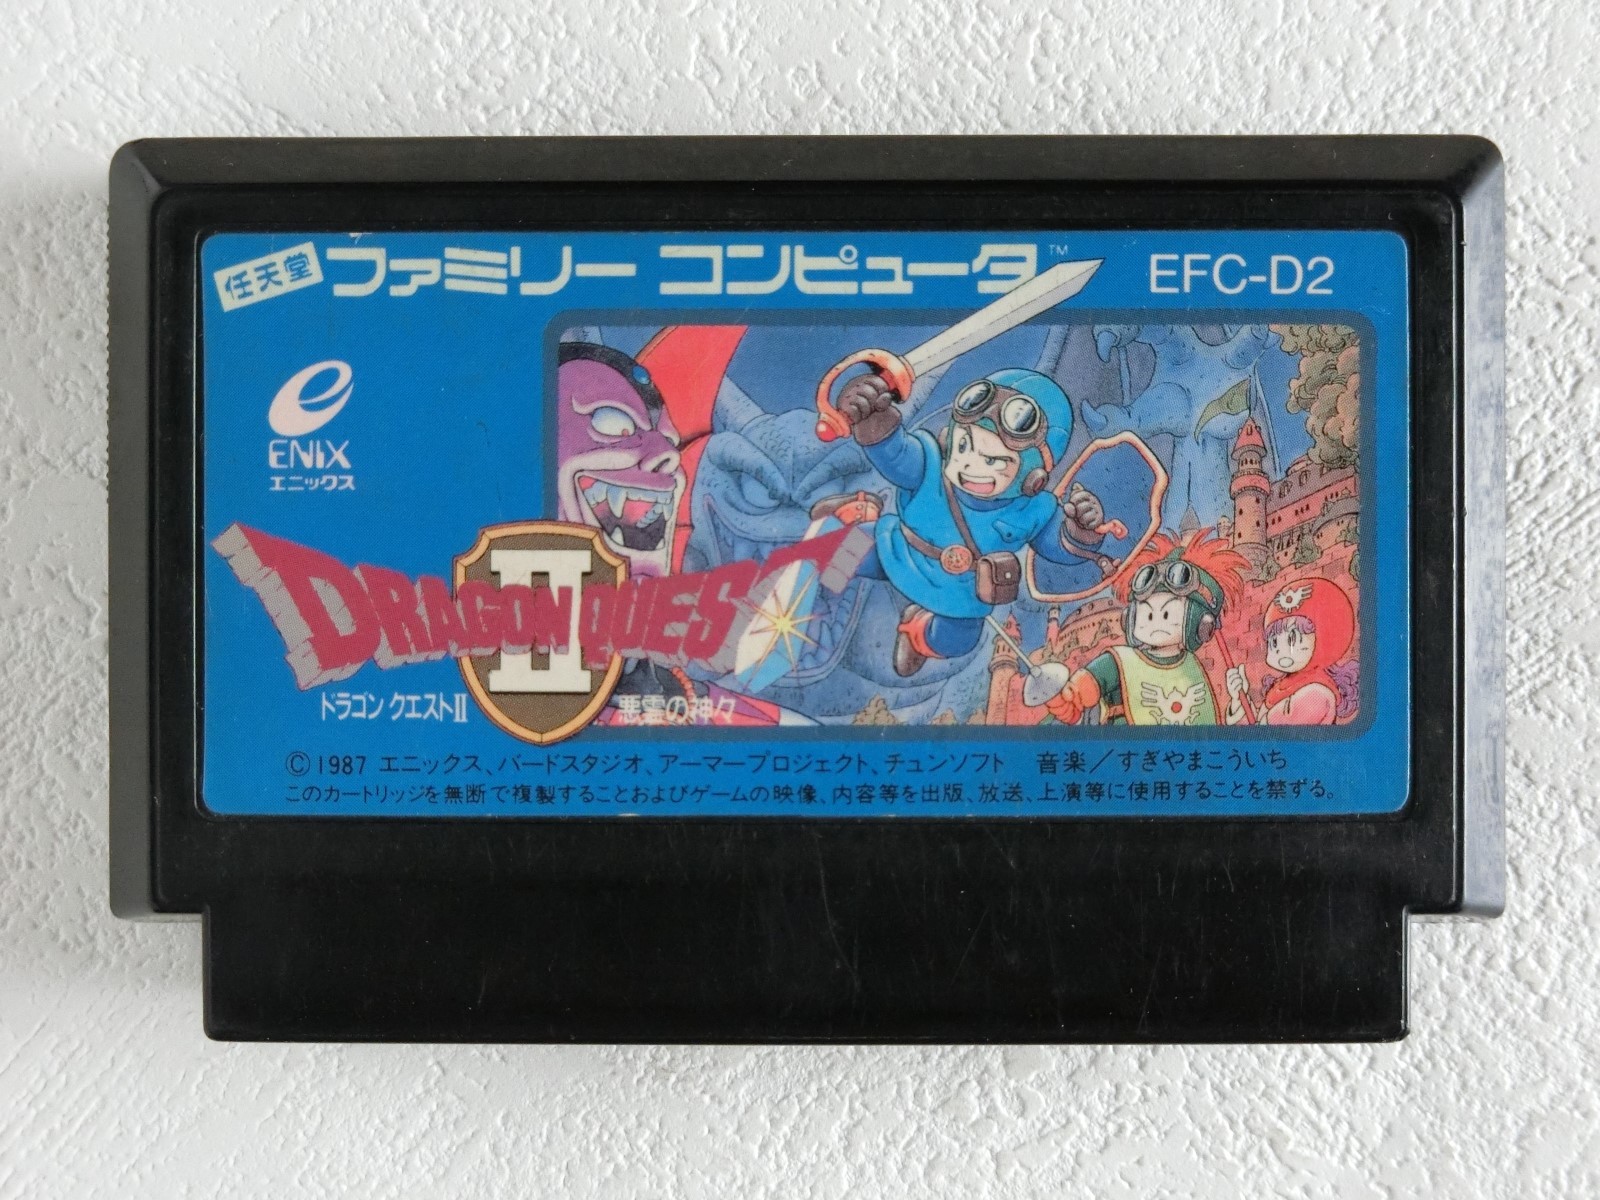 任天堂 ファミリー コンピュータ™ EFC-D2
ENIX
エニックス
DRAGON QUEST
II
ドラゴン クエストII 悪霊の神々
©1987 エニックス、バードスタジオ、アーマープロジェクト、チュンソフト 音楽/すぎやまこういち
このカートリッジを無断で複製することおよびゲームの映像、内容等を出版、放送、上演等に使用することを禁ずる。